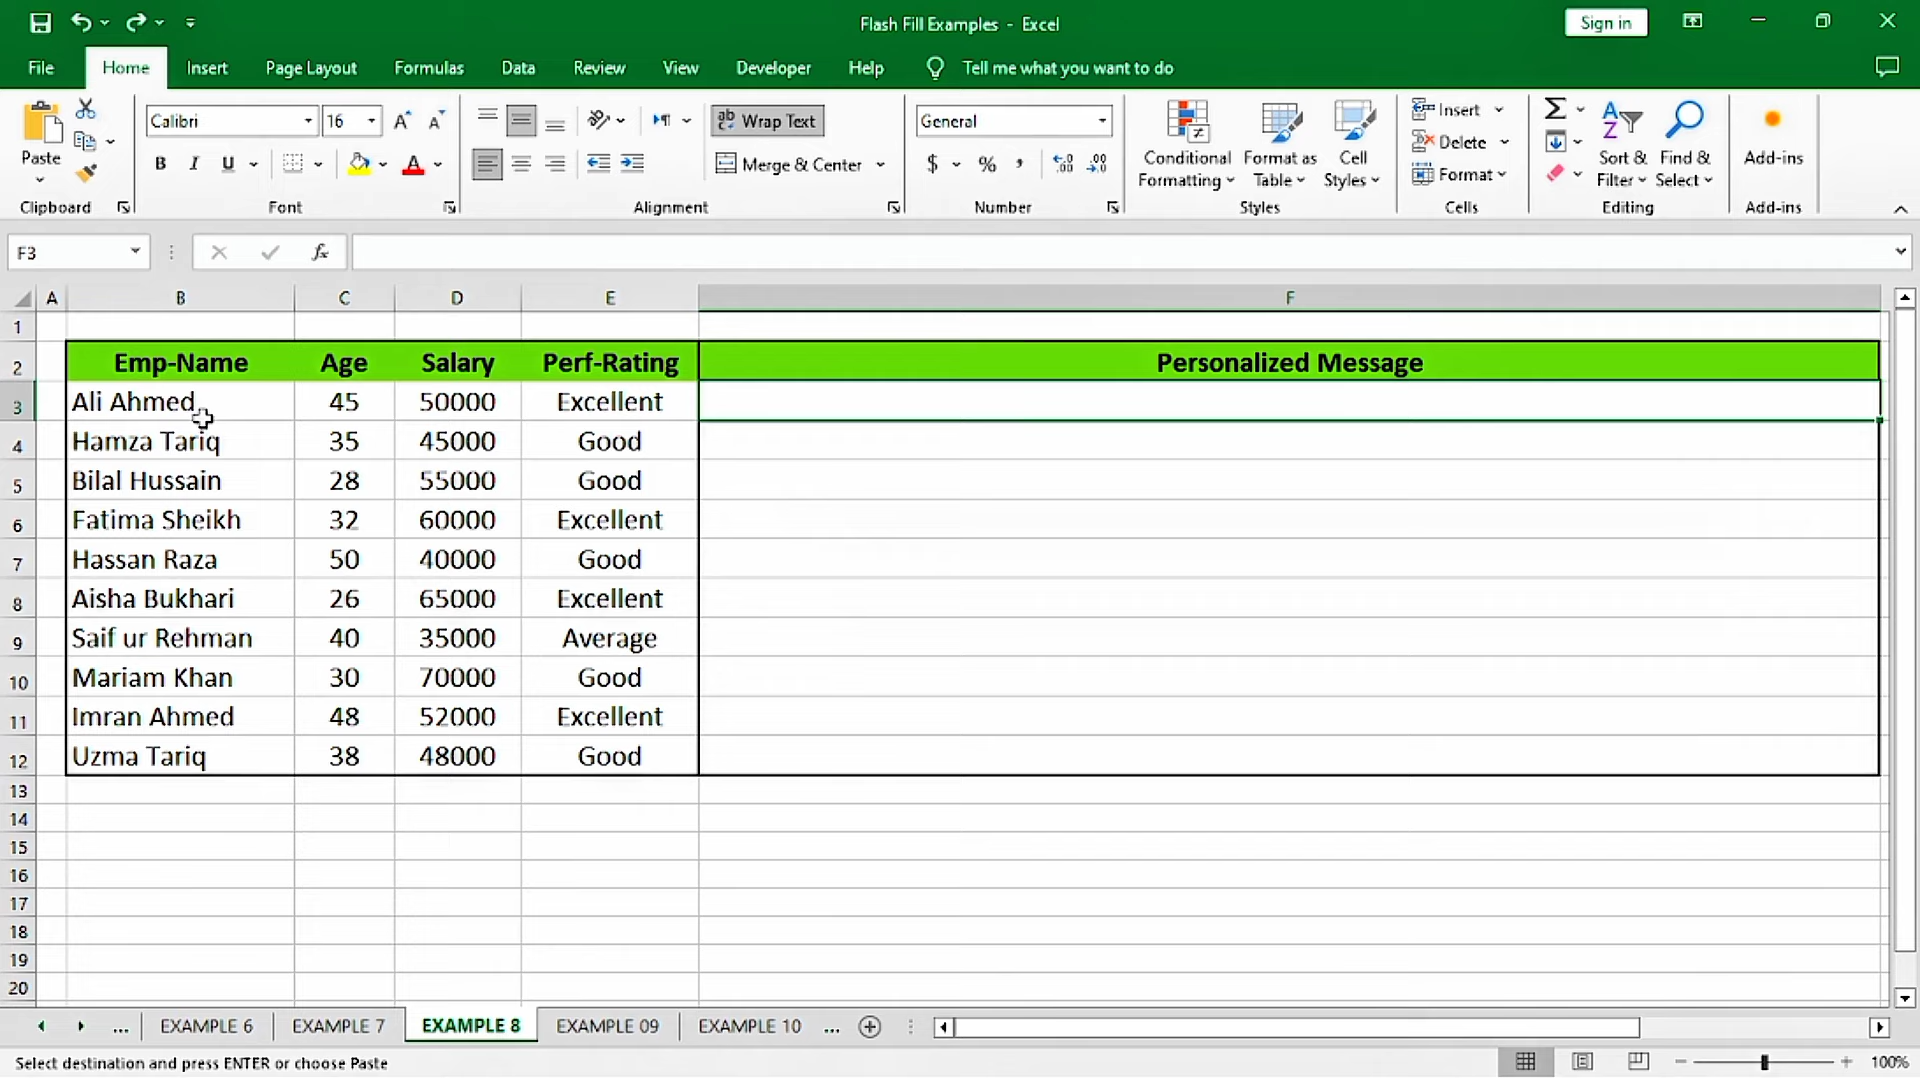 Flash Fill Examples - Excel
Sign in
File Home Insert Page Layout Formulas Data Review View Developer Help Tell me what you want to do
Paste
Clipboard
Calibri 16
B I U A
Font
Wrap Text
Merge & Center
Alignment
General
$ % ,
Number
Conditional Formatting
Format as Table
Cell Styles
Styles
Insert
Delete
Format
Cells
Sort & Filter
Find & Select
Editing
Add-ins
Add-ins
F3 fx
A B C D E F
1
2 Emp-Name Age Salary Perf-Rating Personalized Message
3 Ali Ahmed 45 50000 Excellent
4 Hamza Tariq 35 45000 Good
5 Bilal Hussain 28 55000 Good
6 Fatima Sheikh 32 60000 Excellent
7 Hassan Raza 50 40000 Good
8 Aisha Bukhari 26 65000 Excellent
9 Saif ur Rehman 40 35000 Average
10 Mariam Khan 30 70000 Good
11 Imran Ahmed 48 52000 Excellent
12 Uzma Tariq 38 48000 Good
13
14
15
16
17
18
19
20
... EXAMPLE 6 EXAMPLE 7 EXAMPLE 8 EXAMPLE 09 EXAMPLE 10 ...
Select destination and press ENTER or choose Paste
100%